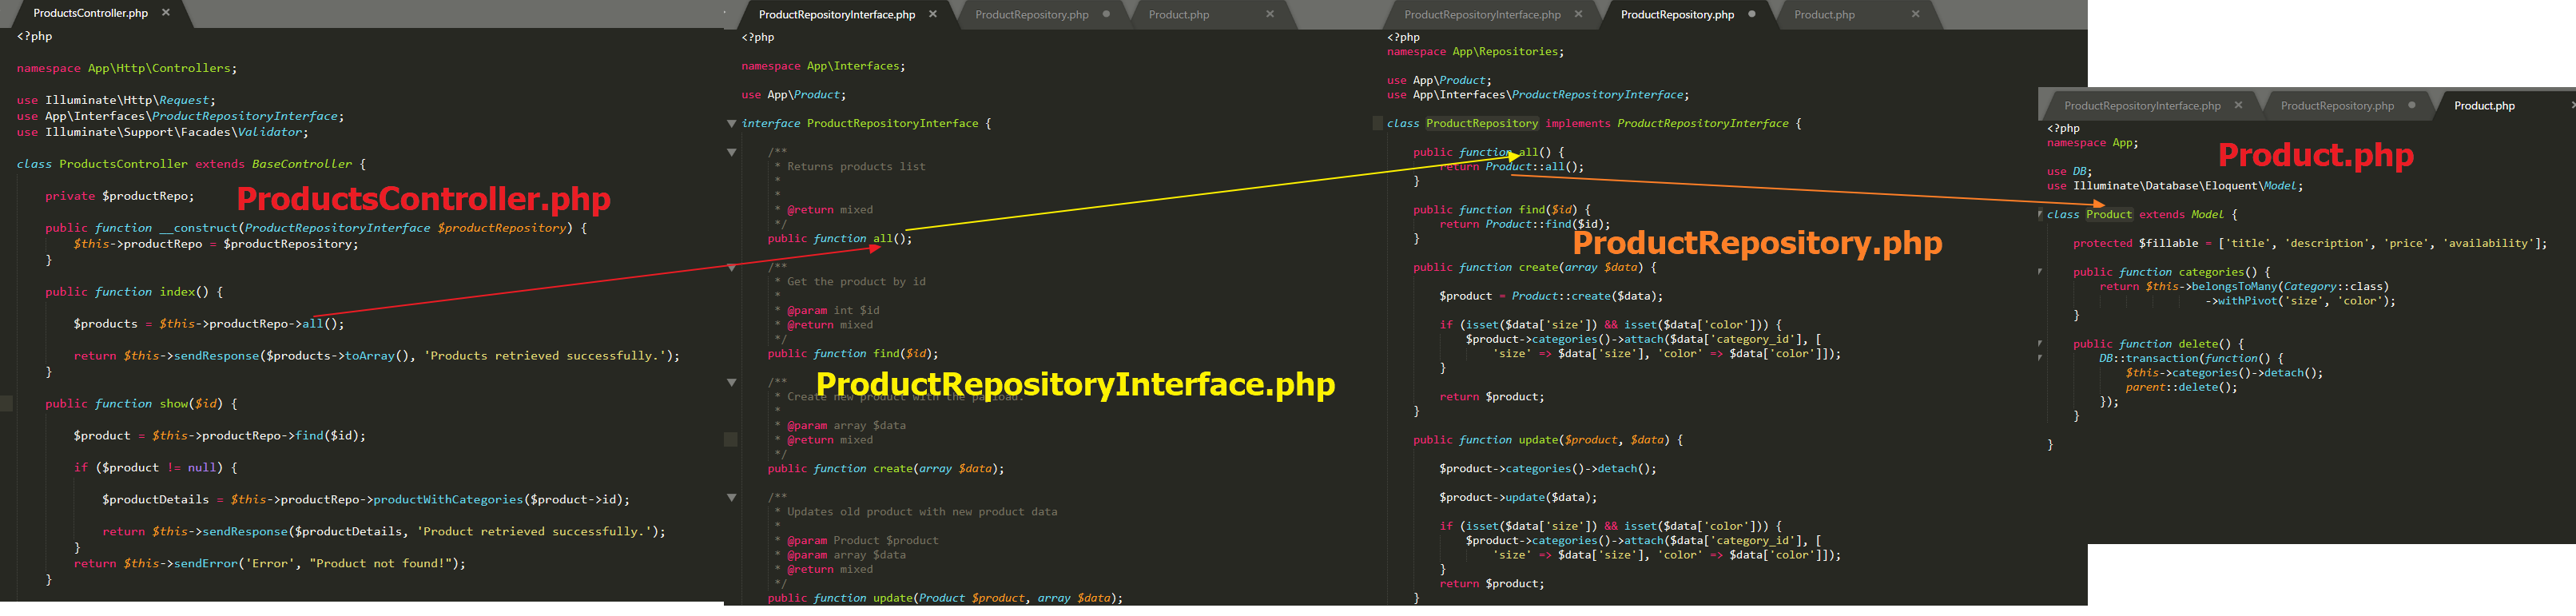 ProductsController.php ×
<?php
namespace App\Http\Controllers;
use Illuminate\Http\Request;
use App\Interfaces\ProductRepositoryInterface;
use Illuminate\Support\Facades\Validator;
class ProductsController extends BaseController {
private $productRepo;
ProductsController.php
public function __construct(ProductRepositoryInterface $productRepository) {
$this->productRepo = $productRepository;
}
public function index() {
$products = $this->productRepo->all();
return $this->sendResponse($products->toArray(), 'Products retrieved successfully.');
}
public function show($id) {
$product = $this->productRepo->find($id);
if ($product != null) {
$productDetails = $this->productRepo->productWithCategories($product->id);
return $this->sendResponse($productDetails, 'Product retrieved successfully.');
}
return $this->sendError('Error', "Product not found!");
}
ProductRepositoryInterface.php × ProductRepository.php Product.php ×
<?php
namespace App\Interfaces;
use App\Product;
interface ProductRepositoryInterface {
/**
* Returns products list
*
*
* @return mixed
*/
public function all();
/**
* Get the product by id
*
* @param int $id
* @return mixed
*/
public function find($id);
ProductRepositoryInterface.php
/**
* Create new product with the payload.
*
* @param array $data
* @return mixed
*/
public function create(array $data);
/**
* Updates old product with new product data
*
* @param Product $product
* @param array $data
* @return mixed
*/
public function update(Product $product, array $data);
ProductRepositoryInterface.php × ProductRepository.php Product.php ×
<?php
namespace App\Repositories;
use App\Product;
use App\Interfaces\ProductRepositoryInterface;
class ProductRepository implements ProductRepositoryInterface {
public function all() {
return Product::all();
}
public function find($id) {
return Product::find($id);
}
ProductRepository.php
public function create(array $data) {
$product = Product::create($data);
if (isset($data['size']) && isset($data['color'])) {
$product->categories()->attach($data['category_id'], [
'size' => $data['size'], 'color' => $data['color']]);
}
return $product;
}
public function update($product, $data) {
$product->categories()->detach();
$product->update($data);
if (isset($data['size']) && isset($data['color'])) {
$product->categories()->attach($data['category_id'], [
'size' => $data['size'], 'color' => $data['color']]);
}
return $product;
}
ProductRepositoryInterface.php × ProductRepository.php Product.php ×
<?php
namespace App;
Product.php
use DB;
use Illuminate\Database\Eloquent\Model;
class Product extends Model {
protected $fillable = ['title', 'description', 'price', 'availability'];
public function categories() {
return $this->belongsToMany(Category::class)
->withPivot('size', 'color');
}
public function delete() {
DB::transaction(function() {
$this->categories()->detach();
parent::delete();
});
}
}